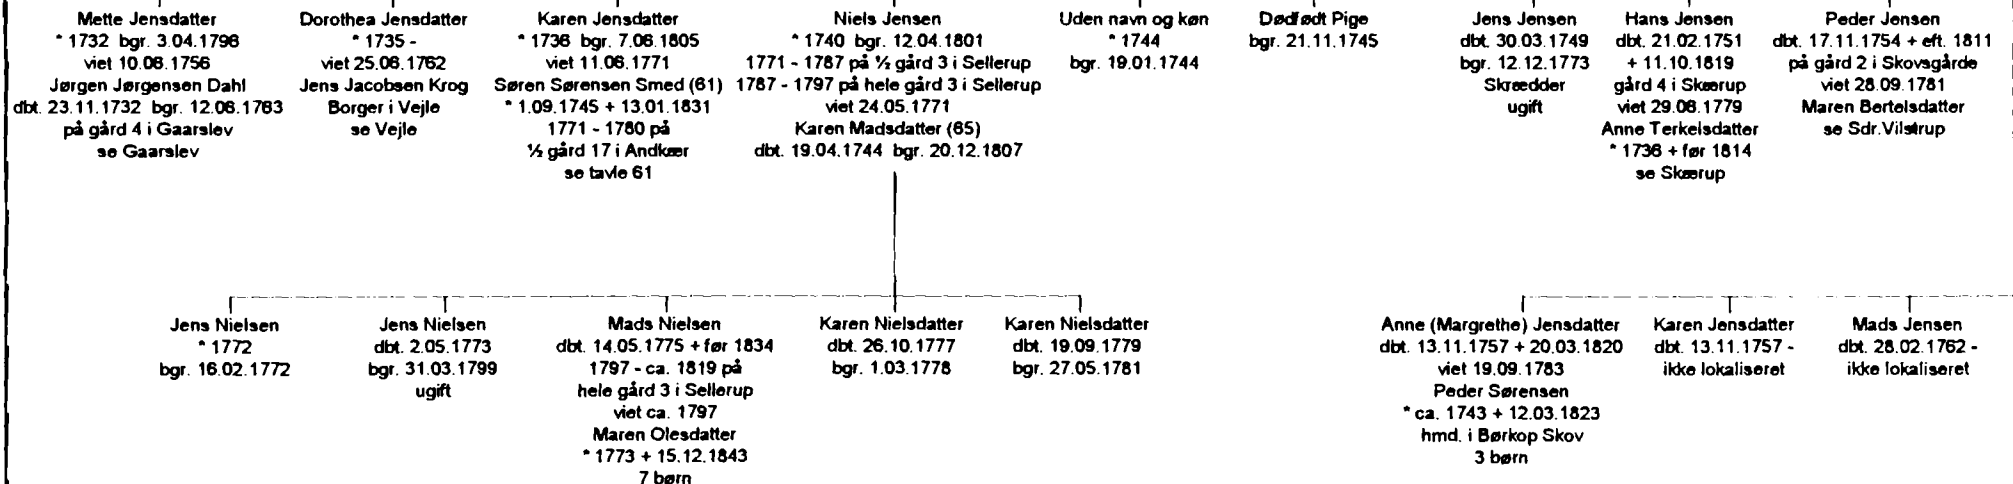 Mette Jensdatter
* 1732 bgr. 3.04.1796
viet 10.06.1756
Jørgen Jørgensen Dahl
dbt. 23.11.1732 bgr. 12.06.1763
på gård 4 i Gaarslev
se Gaarslev
Dorothea Jensdatter
* 1735 -
viet 25.06.1762
Jens Jacobsen Krog
Borger i Vejle
se Vejle
Karen Jensdatter
* 1736 bgr. 7.06.1805
viet 11.06.1771
Søren Sørensen Smed (61)
* 1.09.1745 + 13.01.1831
1771 - 1780 på
½ gård 17 i Andkær
se tavle 61
Niels Jensen
* 1740 bgr. 12.04.1801
1771 - 1787 på ½ gård 3 i Sellerup
1787 - 1797 på hele gård 3 i Sellerup
viet 24.05.1771
Karen Madsdatter (65)
dbt. 19.04.1744 bgr. 20.12.1807
Uden navn og køn
* 1744
bgr. 19.01.1744
Dødfødt Pige
bgr. 21.11.1745
Jens Jensen
dbt. 30.03.1749
bgr. 12.12.1773
Skrædder
ugift
Hans Jensen
dbt. 21.02.1751
+ 11.10.1819
gård 4 i Skærup
viet 29.06.1779
Anne Terkelsdatter
* 1736 + før 1814
se Skærup
Peder Jensen
dbt. 17.11.1754 + eft. 1811
på gård 2 i Skovsgårde
viet 28.09.1781
Maren Bertelsdatter
se Sdr.Vilstrup
Jens Nielsen
* 1772
bgr. 16.02.1772
Jens Nielsen
dbt. 2.05.1773
bgr. 31.03.1799
ugift
Mads Nielsen
dbt. 14.05.1775 + før 1834
1797 - ca. 1819 på
hele gård 3 i Sellerup
viet ca. 1797
Maren Olesdatter
* 1773 + 15.12.1843
7 børn
Karen Nielsdatter
dbt. 26.10.1777
bgr. 1.03.1778
Karen Nielsdatter
dbt. 19.09.1779
bgr. 27.05.1781
Anne (Margrethe) Jensdatter
dbt. 13.11.1757 + 20.03.1820
viet 19.09.1783
Peder Sørensen
* ca. 1743 + 12.03.1823
hmd. i Børkop Skov
3 børn
Karen Jensdatter
dbt. 13.11.1757 -
ikke lokaliseret
Mads Jensen
dbt. 28.02.1762 -
ikke lokaliseret